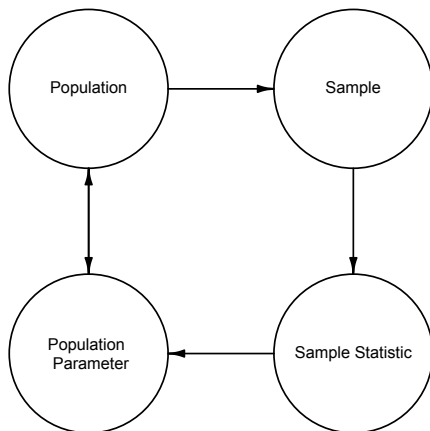 Population
Sample
Population
Parameter
Sample Statistic